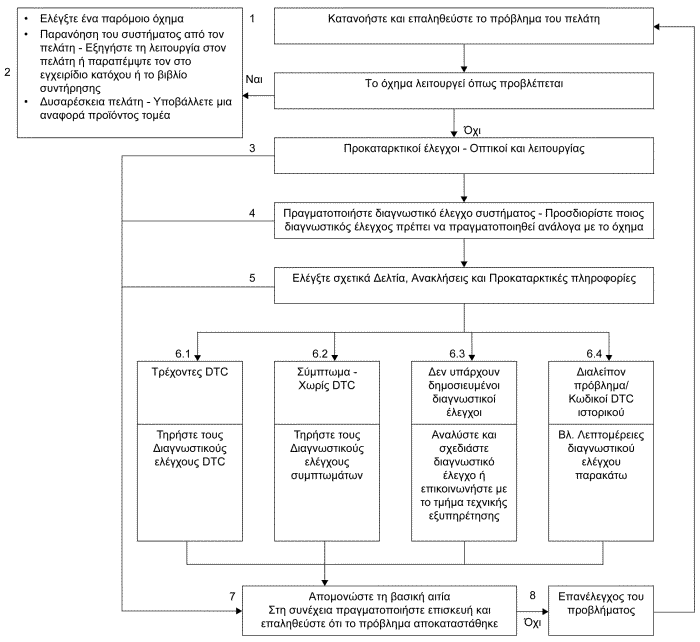 1
Κατανοήστε και επαληθεύστε το πρόβλημα του πελάτη
2
• Ελέγξτε ένα παρόμοιο όχημα
• Παρανόηση του συστήματος από τον
πελάτη - Εξηγήστε τη λειτουργία στον
πελάτη ή παραπέμψτε τον στο
εγχειρίδιο κατόχου ή το βιβλίο
συντήρησης
• Δυσαρέσκεια πελάτη - Υποβάλλετε μια
αναφορά προϊόντος τομέα
Ναι
Το όχημα λειτουργεί όπως προβλέπεται
Όχι
3
Προκαταρκτικοί έλεγχοι - Οπτικοί και λειτουργίας
4
Πραγματοποιήστε διαγνωστικό έλεγχο συστήματος - Προσδιορίστε ποιος
διαγνωστικός έλεγχος πρέπει να πραγματοποιηθεί ανάλογα με το όχημα
5
Ελέγξτε σχετικά Δελτία, Ανακλήσεις και Προκαταρκτικές πληροφορίες
6.1
Τρέχοντες DTC
Τηρήστε τους
Διαγνωστικούς
ελέγχους DTC
6.2
Σύμπτωμα -
Χωρίς DTC
Τηρήστε τους
Διαγνωστικούς
ελέγχους
συμπτωμάτων
6.3
Δεν υπάρχουν
δημοσιευμένοι
διαγνωστικοί
έλεγχοι
Αναλύστε και
σχεδιάστε
διαγνωστικό
έλεγχο ή
επικοινωνήστε με
το τμήμα τεχνικής
εξυπηρέτησης
6.4
Διαλείπον
πρόβλημα/
Κωδικοί DTC
ιστορικού
Βλ. Λεπτομέρειες
διαγνωστικού
ελέγχου
παρακάτω
7
Απομονώστε τη βασική αιτία
Στη συνέχεια πραγματοποιήστε επισκευή και
επαληθεύστε ότι το πρόβλημα αποκαταστάθηκε
8
Όχι
Επανέλεγχος του
προβλήματος